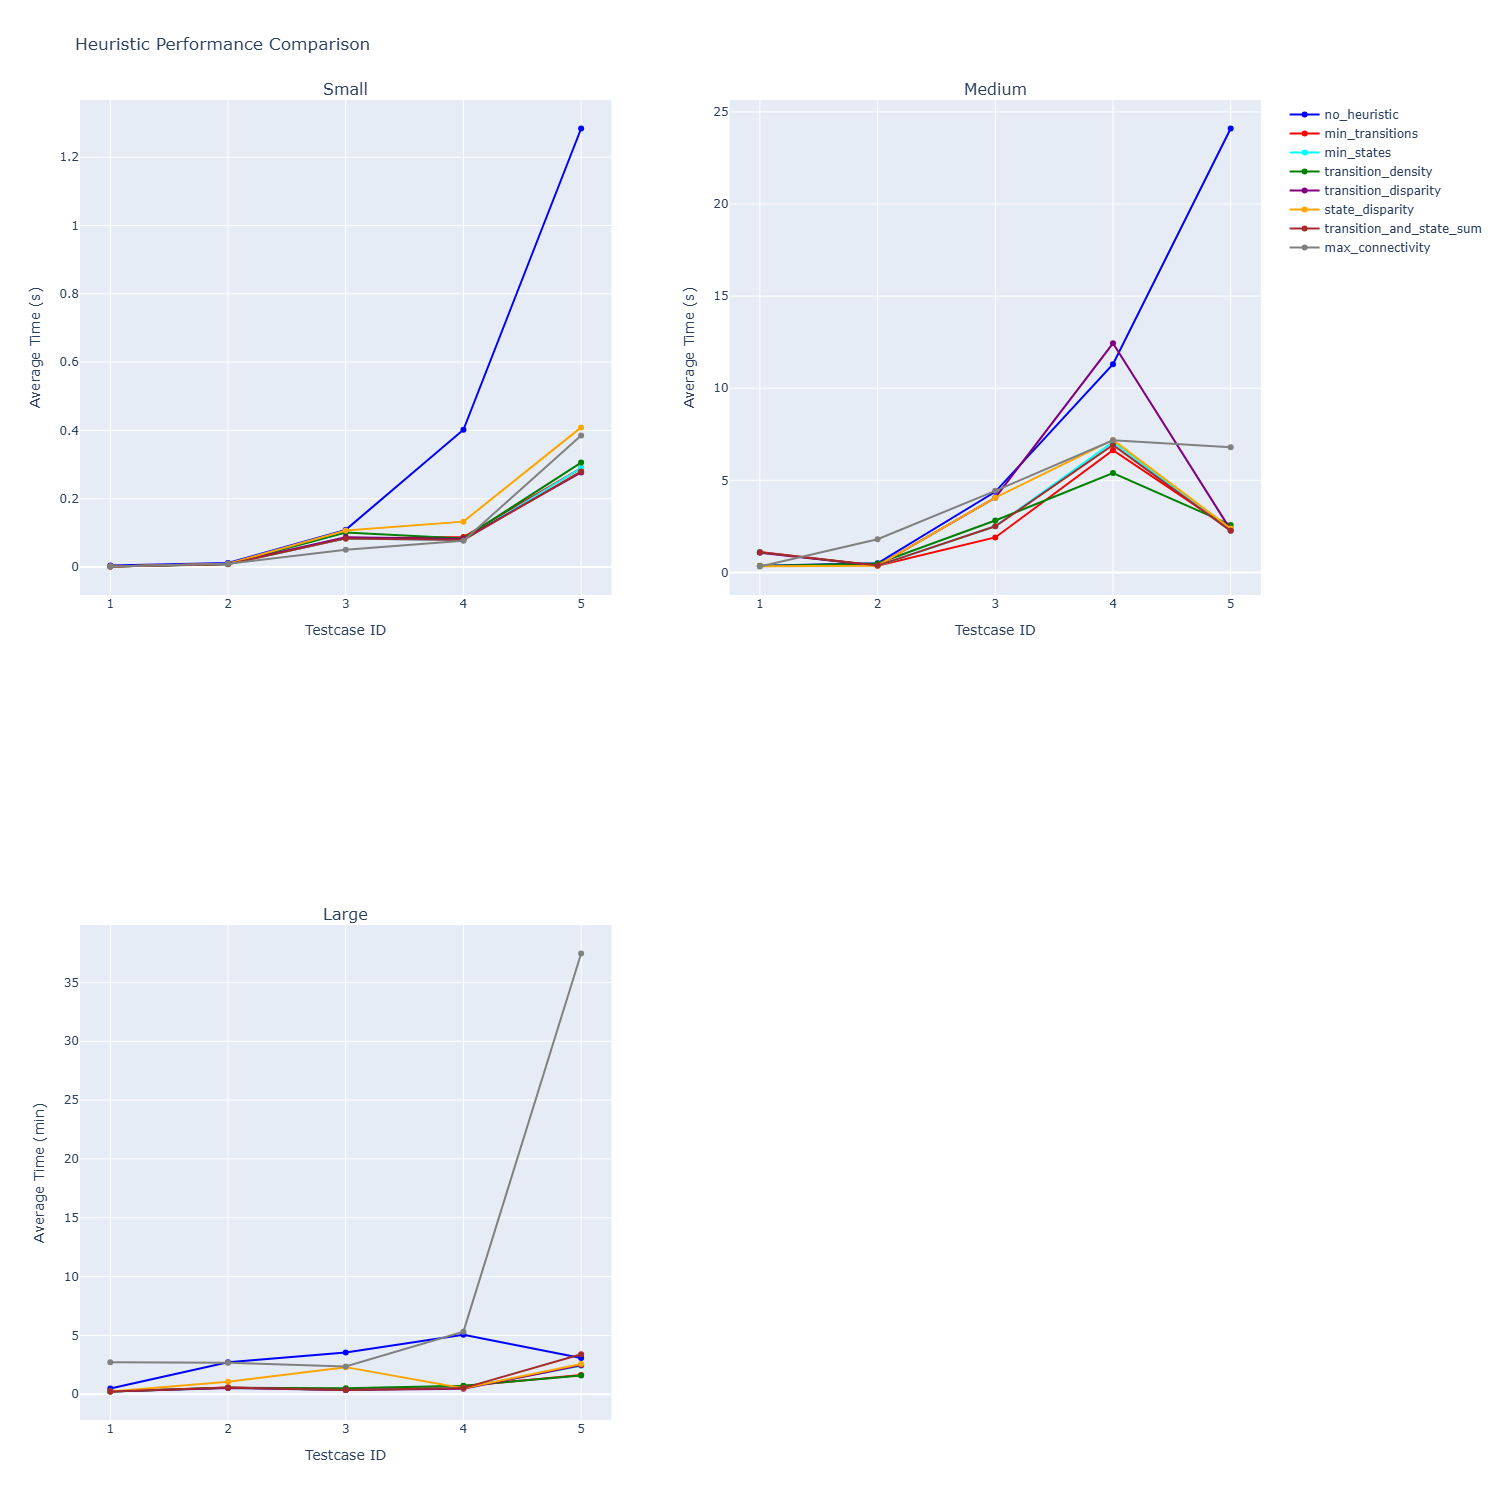 Heuristic Performance Comparison
Small
1.2
1
0.8
0.6
0.4
0.2
0
Average Time (s)
1 2 3 4 5
Testcase ID
Medium
25
20
15
10
5
0
Average Time (s)
1 2 3 4 5
Testcase ID
no_heuristic
min_transitions
min_states
transition_density
transition_disparity
state_disparity
transition_and_state_sum
max_connectivity
Large
35
30
25
20
15
10
5
0
Average Time (min)
1 2 3 4 5
Testcase ID